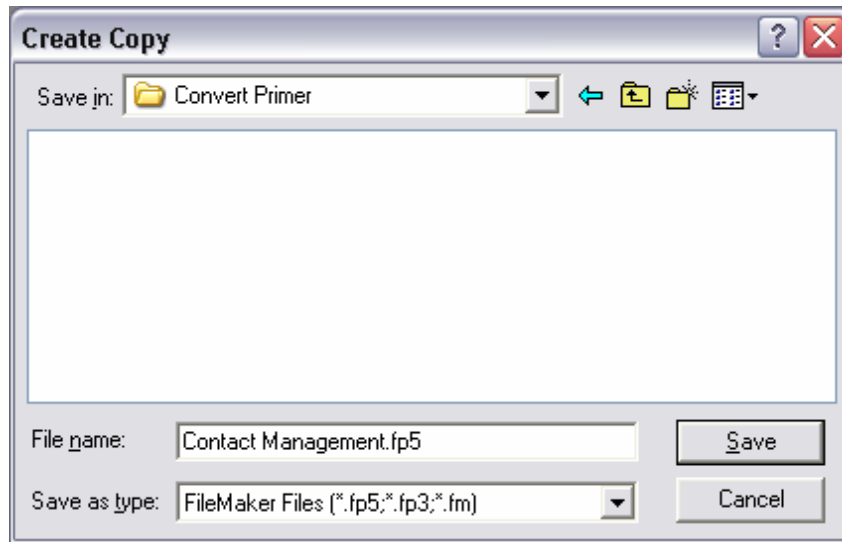 Create Copy
Save in: Convert Primer
File name: Contact Management.fp5 Save
Save as type: FileMaker Files (*.fp5;*.fp3;*.fm) Cancel